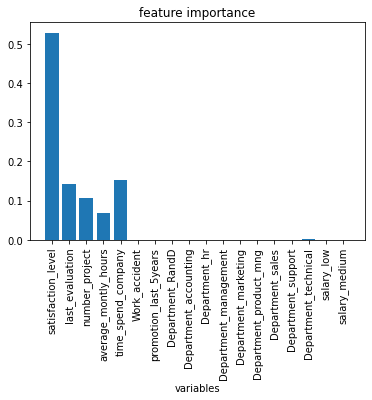 feature importance
0.5
0.4
0.3
0.2
0.1
0.0
satisfaction_level
last_evaluation
number_project
average_montly_hours
time_spend_company
Work_accident
promotion_last_5years
Department_RandD
Department_accounting
Department_hr
Department_management
Department_marketing
Department_product_mng
Department_sales
Department_support
Department_technical
salary_low
salary_medium
variables